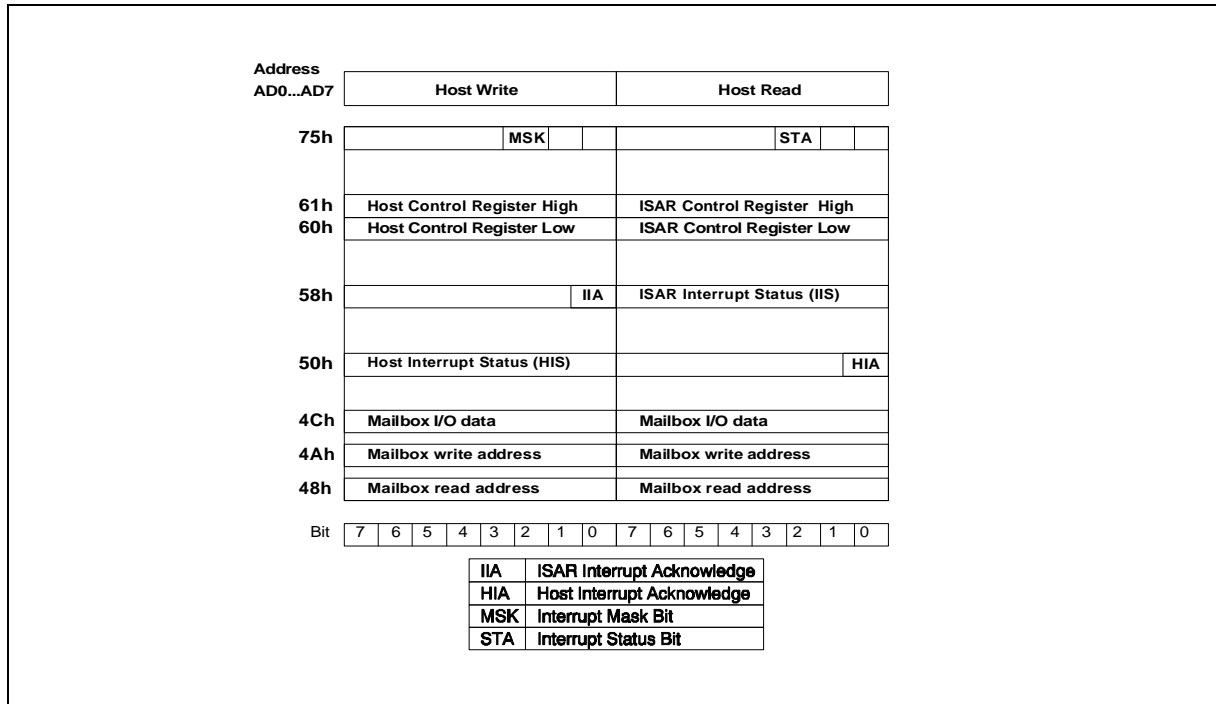 Address
AD0...AD7 Host Write Host Read
75h MSK STA
61h Host Control Register High ISAR Control Register High
60h Host Control Register Low ISAR Control Register Low
58h IIA ISAR Interrupt Status (IIS)
50h Host Interrupt Status (HIS) HIA
4Ch Mailbox I/O data Mailbox I/O data
4Ah Mailbox write address Mailbox write address
48h Mailbox read address Mailbox read address
Bit 7 6 5 4 3 2 1 0 7 6 5 4 3 2 1 0
IIA ISAR Interrupt Acknowledge
HIA Host Interrupt Acknowledge
MSK Interrupt Mask Bit
STA Interrupt Status Bit